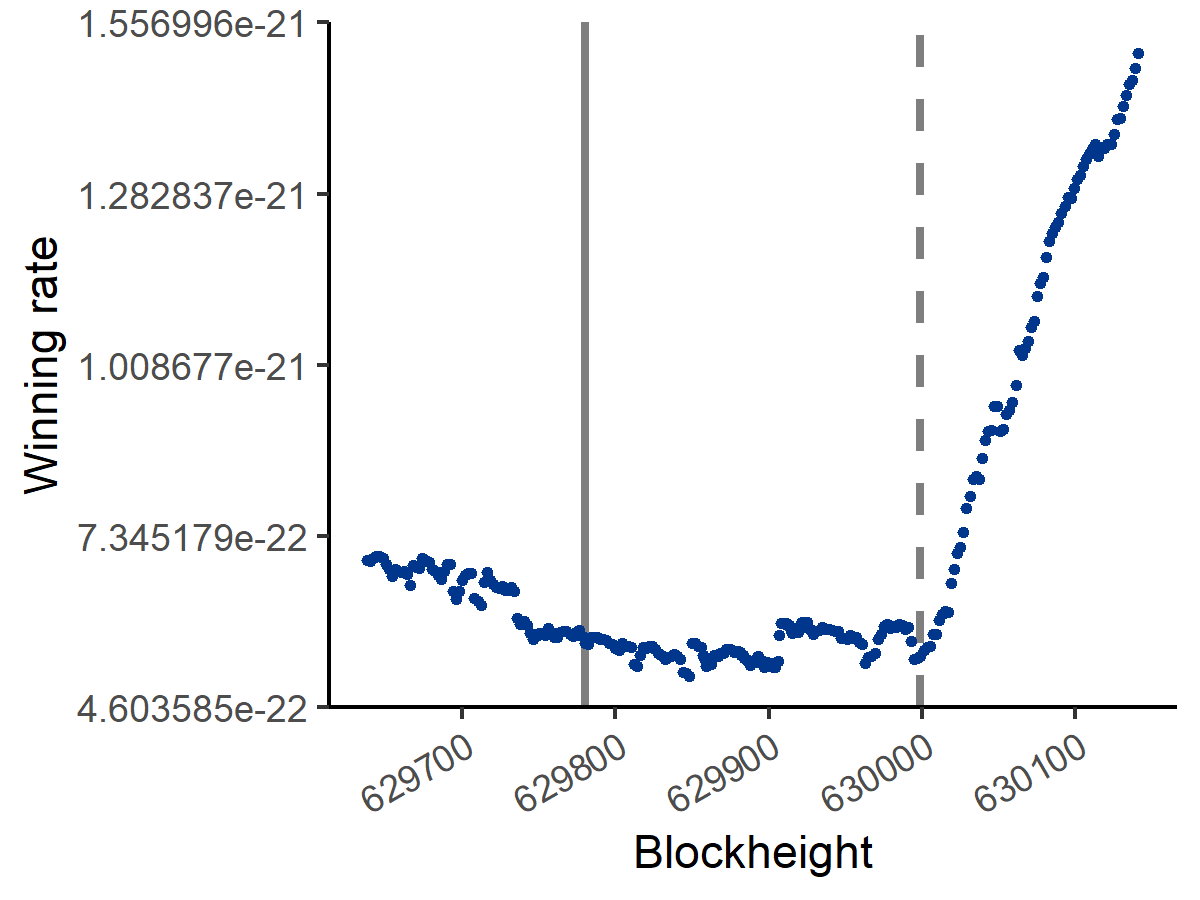 1.556996e-21
1.282837e-21
1.008677e-21
7.345179e-22
4.603585e-22
Winning rate
629700
629800
629900
630000
630100
Blockheight